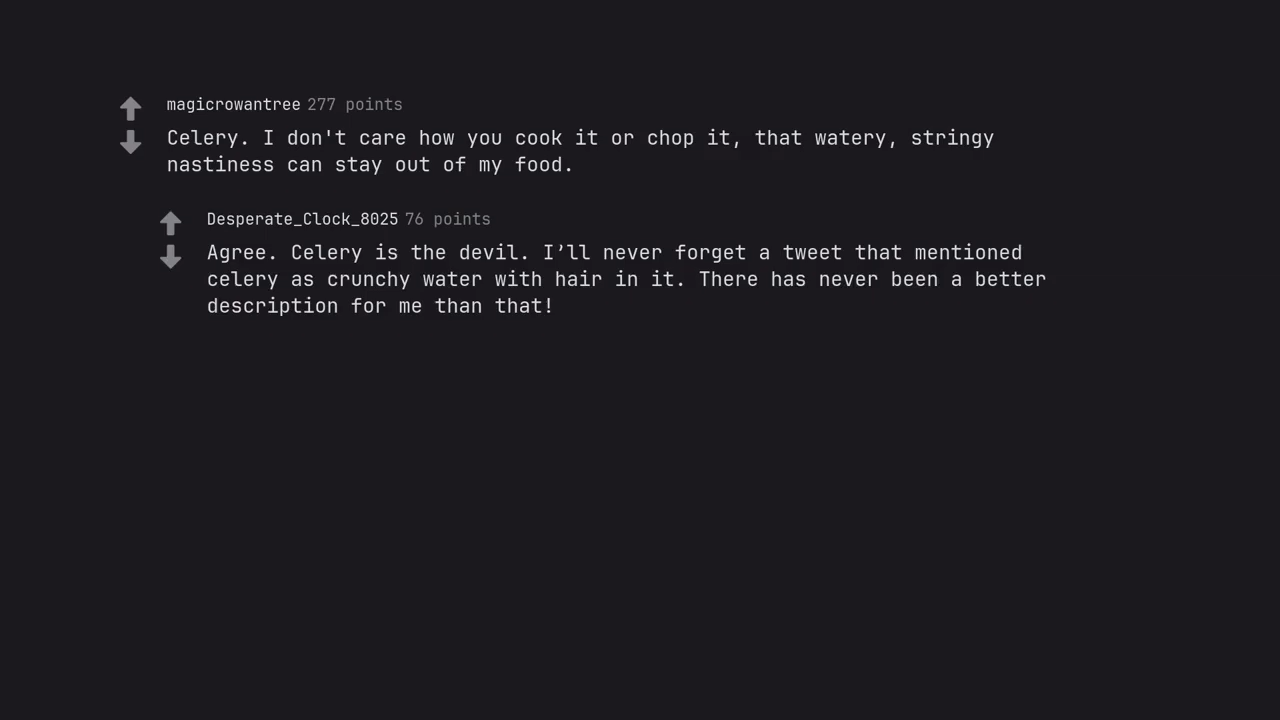 magicrowantree 277 points
Celery. I don't care how you cook it or chop it, that watery, stringy
nastiness can stay out of my food.
Desperate_Clock_8025 76 points
Agree. Celery is the devil. I’ll never forget a tweet that mentioned
celery as crunchy water with hair in it. There has never been a better
description for me than that!